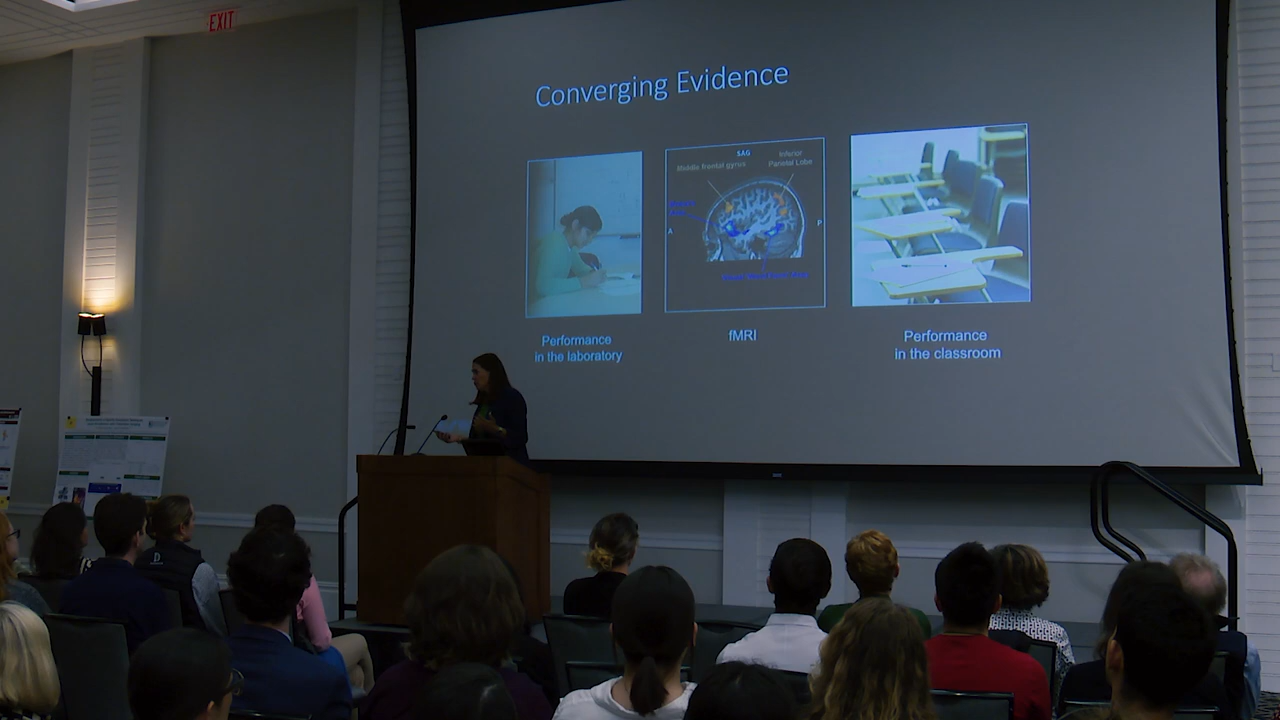 EXIT
Converging Evidence
SAG
Middle frontal gyrus
Inferior
Parietal Lobe
A
P
Performance
in the laboratory
fMRI
Performance
in the classroom